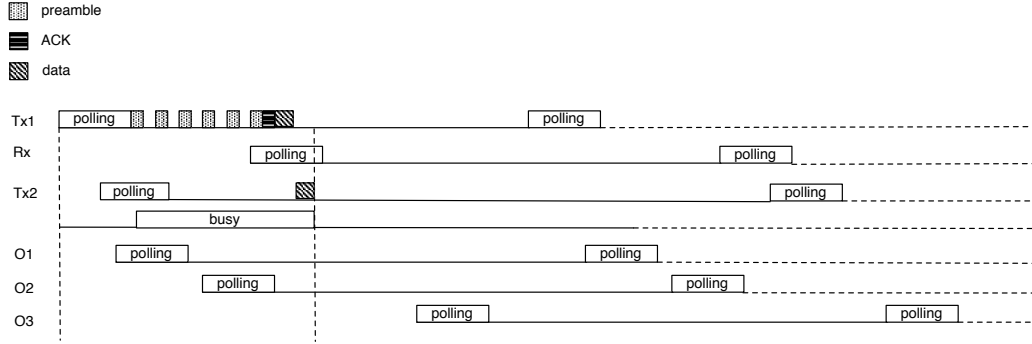 preamble
ACK
data
Tx1 polling polling
Rx polling polling
Tx2 polling polling
busy
O1 polling polling
O2 polling polling
O3 polling polling